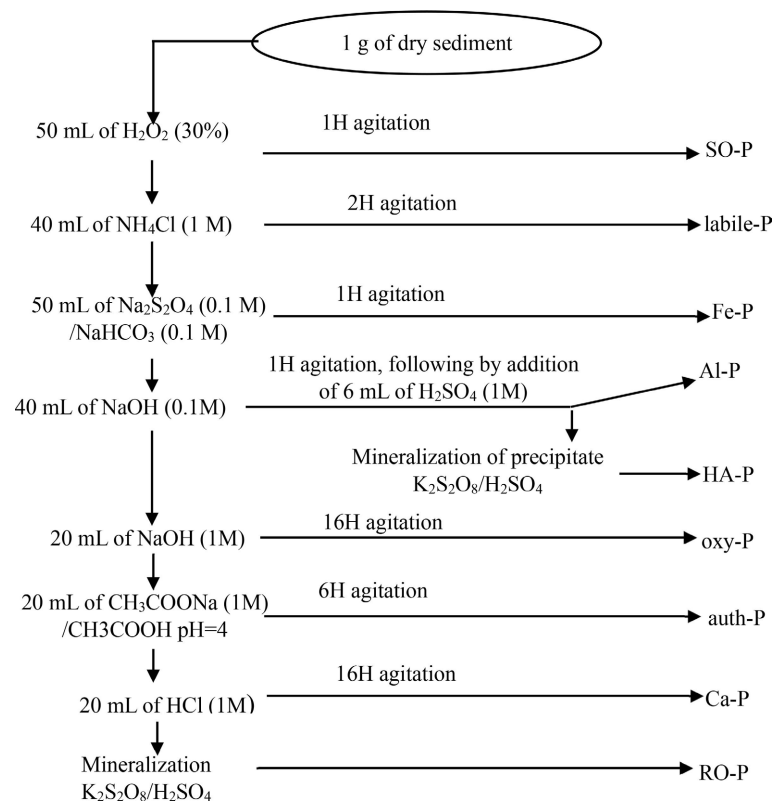 1 g of dry sediment
50 mL of H₂O₂ (30%)
1H agitation
SO-P
2H agitation
40 mL of NH₄Cl (1 M)
labile-P
50 mL of Na₂S₂O₄ (0.1 M)
/NaHCO₃ (0.1 M)
1H agitation
Fe-P
1H agitation, following by addition
of 6 mL of H₂SO₄ (1M)
Al-P
40 mL of NaOH (0.1M)
Mineralization of precipitate
K₂S₂O₈/H₂SO₄
HA-P
20 mL of NaOH (1M)
16H agitation
oxy-P
20 mL of CH₃COONa (1M)
/CH3COOH pH=4
6H agitation
auth-P
16H agitation
20 mL of HCl (1M)
Ca-P
Mineralization
K₂S₂O₈/H₂SO₄
RO-P